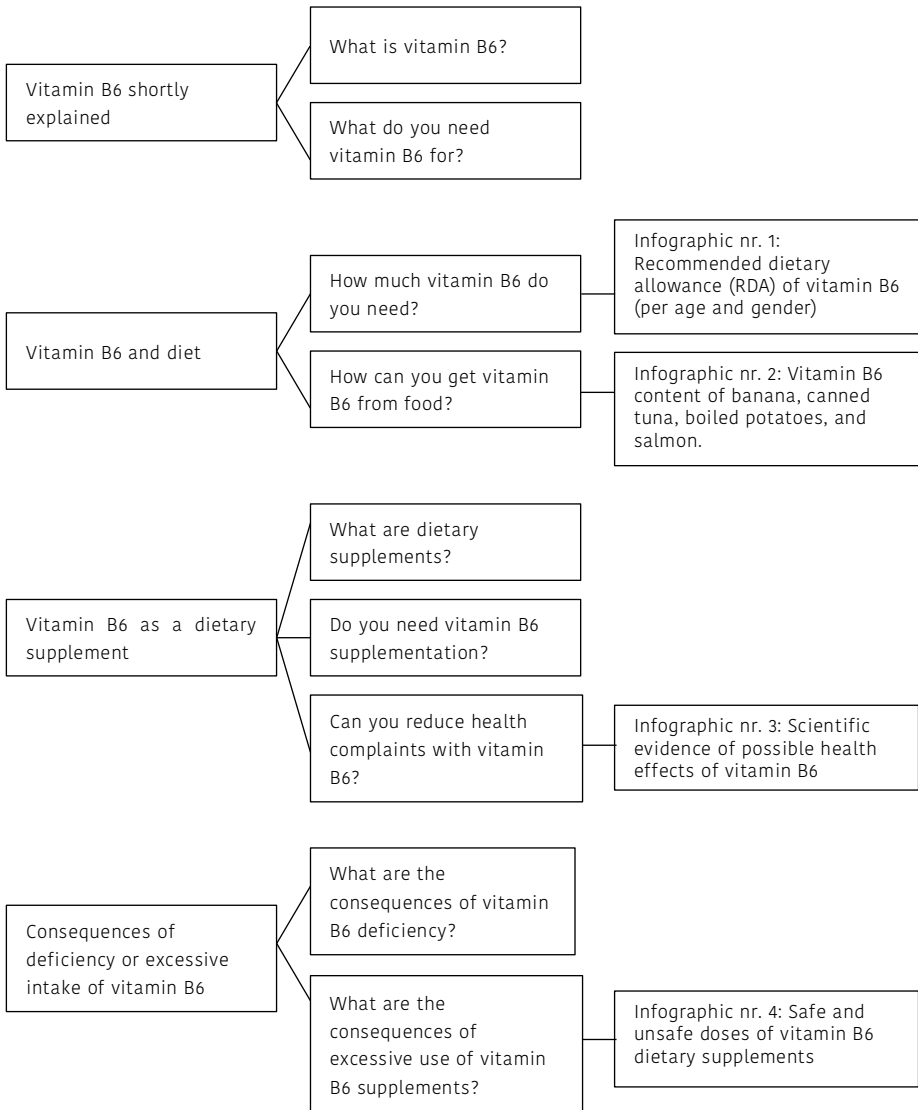 Vitamin B6 shortly
explained
What is vitamin B6?
What do you need
vitamin B6 for?
Vitamin B6 and diet
How much vitamin B6 do
you need?
Infographic nr. 1:
Recommended dietary
allowance (RDA) of vitamin B6
(per age and gender)
How can you get vitamin
B6 from food?
Infographic nr. 2: Vitamin B6
content of banana, canned
tuna, boiled potatoes, and
salmon.
Vitamin B6 as a dietary
supplement
What are dietary
supplements?
Do you need vitamin B6
supplementation?
Can you reduce health
complaints with vitamin
B6?
Infographic nr. 3: Scientific
evidence of possible health
effects of vitamin B6
Consequences of
deficiency or excessive
intake of vitamin B6
What are the
consequences of vitamin
B6 deficiency?
What are the
consequences of
excessive use of vitamin
B6 supplements?
Infographic nr. 4: Safe and
unsafe doses of vitamin B6
dietary supplements